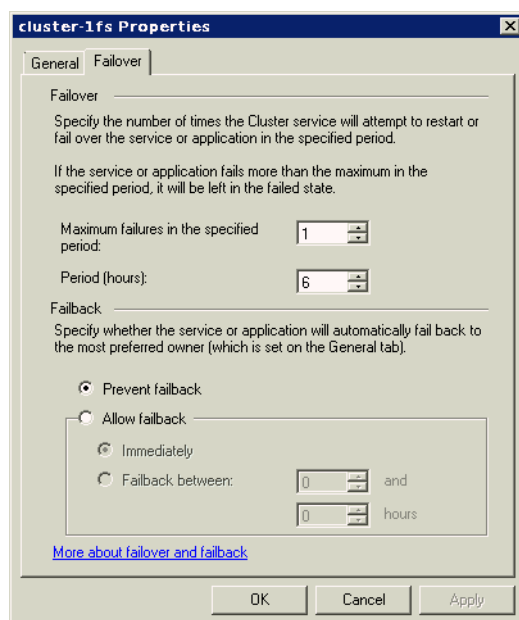 cluster-1fs Properties
General Failover
Failover
Specify the number of times the Cluster service will attempt to restart or
fail over the service or application in the specified period.
If the service or application fails more than the maximum in the
specified period, it will be left in the failed state.
Maximum failures in the specified
period:
1
Period (hours):
6
Failback
Specify whether the service or application will automatically fail back to
the most preferred owner (which is set on the General tab).
Prevent failback
Allow failback
Immediately
Failback between:
0
and
0
hours
More about failover and failback
OK Cancel Apply